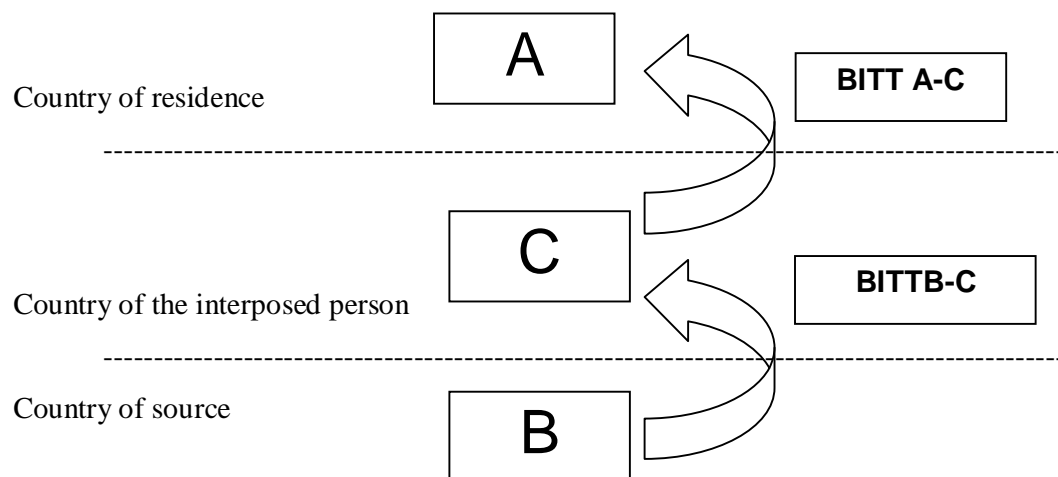 A
BITT A-C
Country of residence
C
BITTB-C
Country of the interposed person
Country of source
B